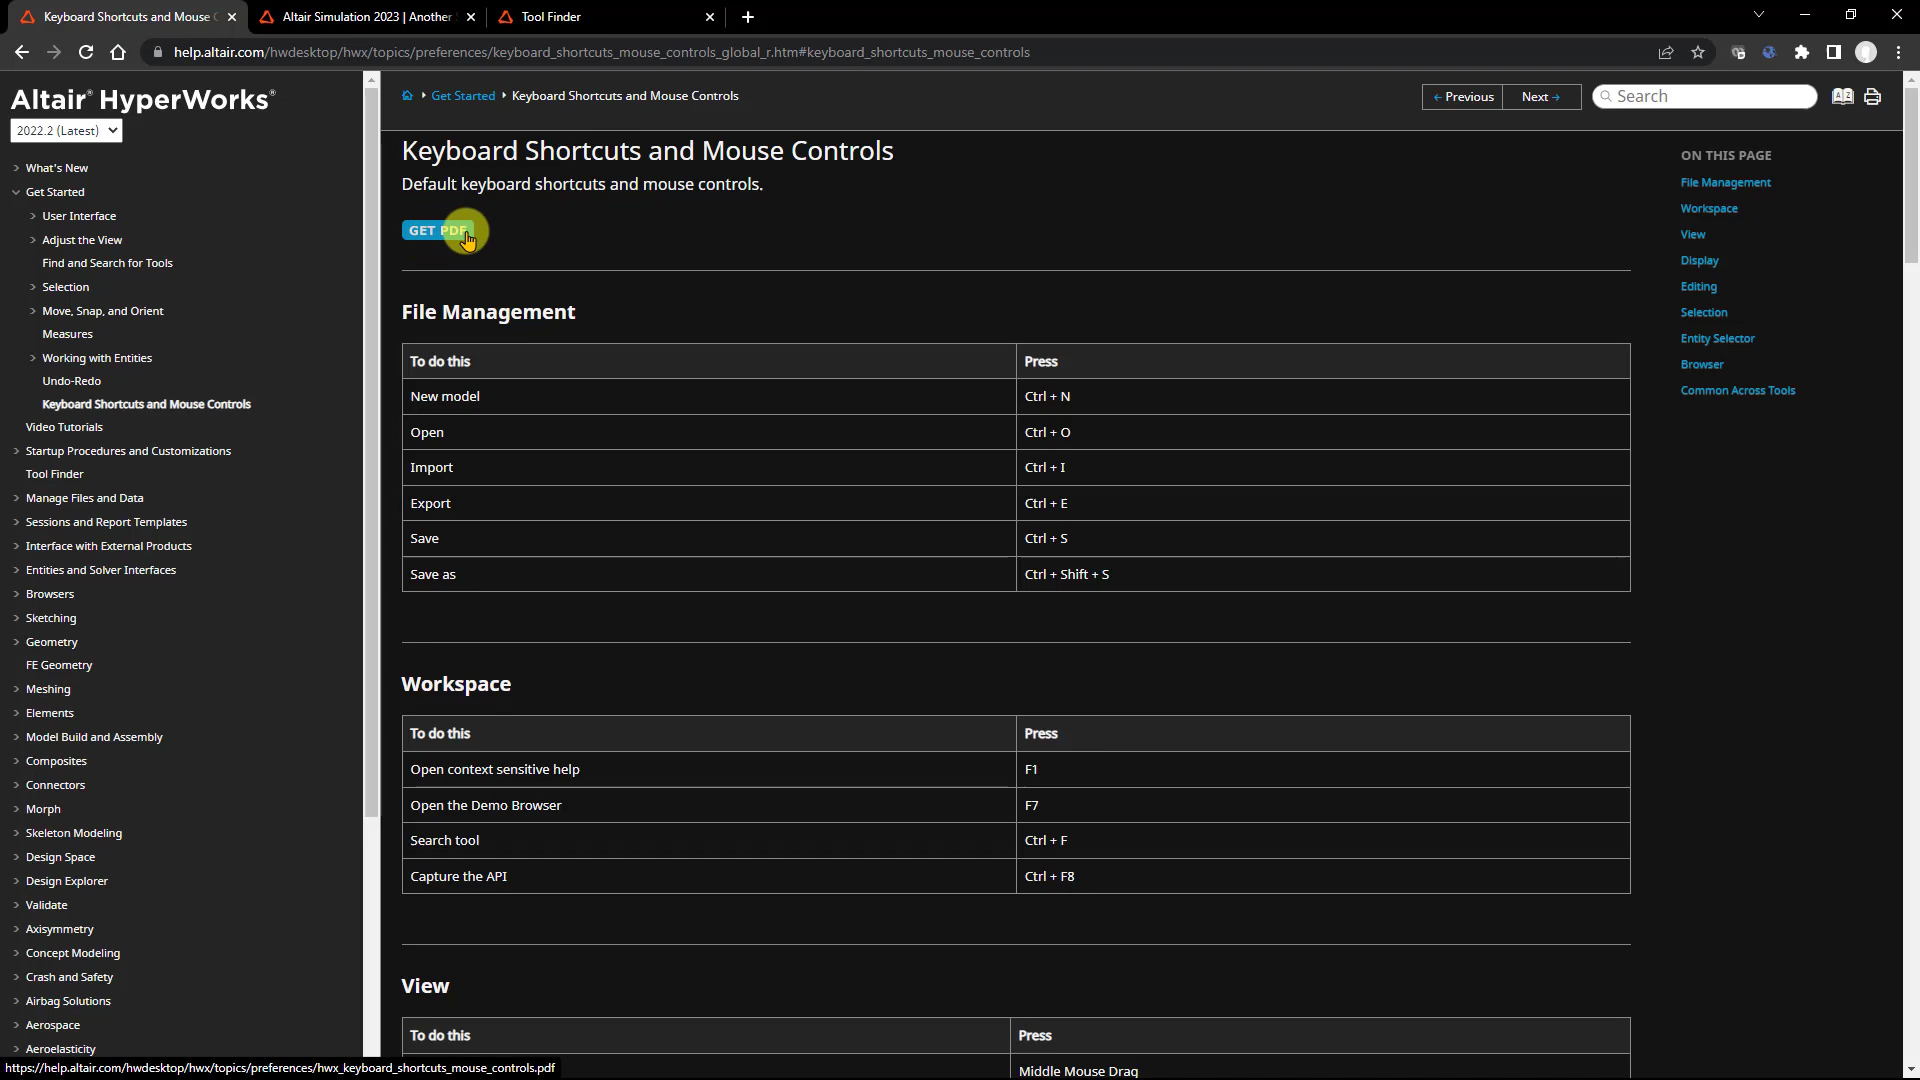 Keyboard Shortcuts and Mouse C
Altair Simulation 2023 | Another
Tool Finder
help.altair.com/hwdesktop/hwx/topics/preferences/keyboard_shortcuts_mouse_controls_global_r.htm#keyboard_shortcuts_mouse_controls
Altair® HyperWorks®
2022.2 (Latest)
What's New
Get Started
User Interface
Adjust the View
Find and Search for Tools
Selection
Move, Snap, and Orient
Measures
Working with Entities
Undo-Redo
Keyboard Shortcuts and Mouse Controls
Video Tutorials
Startup Procedures and Customizations
Tool Finder
Manage Files and Data
Sessions and Report Templates
Interface with External Products
Entities and Solver Interfaces
Browsers
Sketching
Geometry
FE Geometry
Meshing
Elements
Model Build and Assembly
Composites
Connectors
Morph
Skeleton Modeling
Design Space
Design Explorer
Validate
Axisymmetry
Concept Modeling
Crash and Safety
Airbag Solutions
Aerospace
Aeroelasticity
https://help.altair.com/hwdesktop/hwx/topics/preferences/hwx_keyboard_shortcuts_mouse_controls.pdf
Get Started Keyboard Shortcuts and Mouse Controls
← Previous Next → Search A Z
Keyboard Shortcuts and Mouse Controls
Default keyboard shortcuts and mouse controls.
GET PDF
File Management
To do this Press
New model Ctrl + N
Open Ctrl + O
Import Ctrl + I
Export Ctrl + E
Save Ctrl + S
Save as Ctrl + Shift + S
Workspace
To do this Press
Open context sensitive help F1
Open the Demo Browser F7
Search tool Ctrl + F
Capture the API Ctrl + F8
View
To do this Press
Middle Mouse Drag
ON THIS PAGE
File Management
Workspace
View
Display
Editing
Selection
Entity Selector
Browser
Common Across Tools